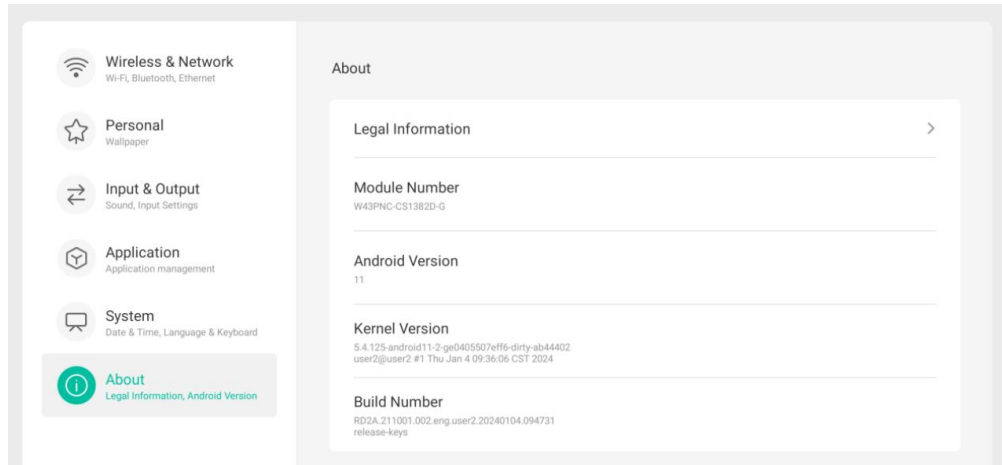 Wireless & Network
Wi-Fi, Bluetooth, Ethernet
Personal
Wallpaper
Input & Output
Sound, Input Settings
Application
Application management
System
Date & Time, Language & Keyboard
About
Legal Information, Android Version
About
Legal Information
Module Number
W43PNC-CS1382D-G
Android Version
11
Kernel Version
5.4.125-android11-2-ge0405507eff6-dirty-ab44402
user2@user2 #1 Thu Jan 4 09:36:06 CST 2024
Build Number
RD2A.211001.002.eng.user2.20240104.094731
release-keys